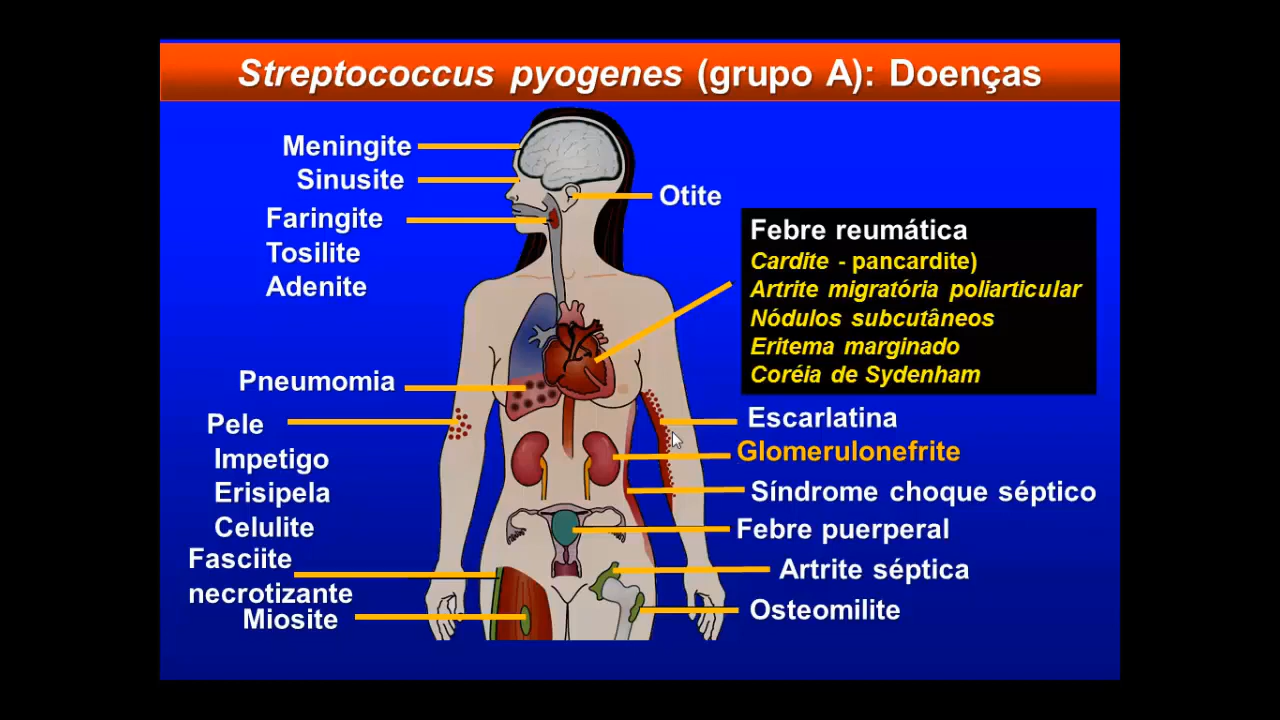 Streptococcus pyogenes (grupo A): Doenças
Meningite
Sinusite
Faringite
Tosilite
Adenite
Pneumomia
Pele
Impetigo
Erisipela
Celulite
Fasciite
necrotizante
Miosite
Otite
Febre reumática
Cardite - pancardite)
Artrite migratória poliarticular
Nódulos subcutâneos
Eritema marginado
Coréia de Sydenham
Escarlatina
Glomerulonefrite
Síndrome choque séptico
Febre puerperal
Artrite séptica
Osteomilite